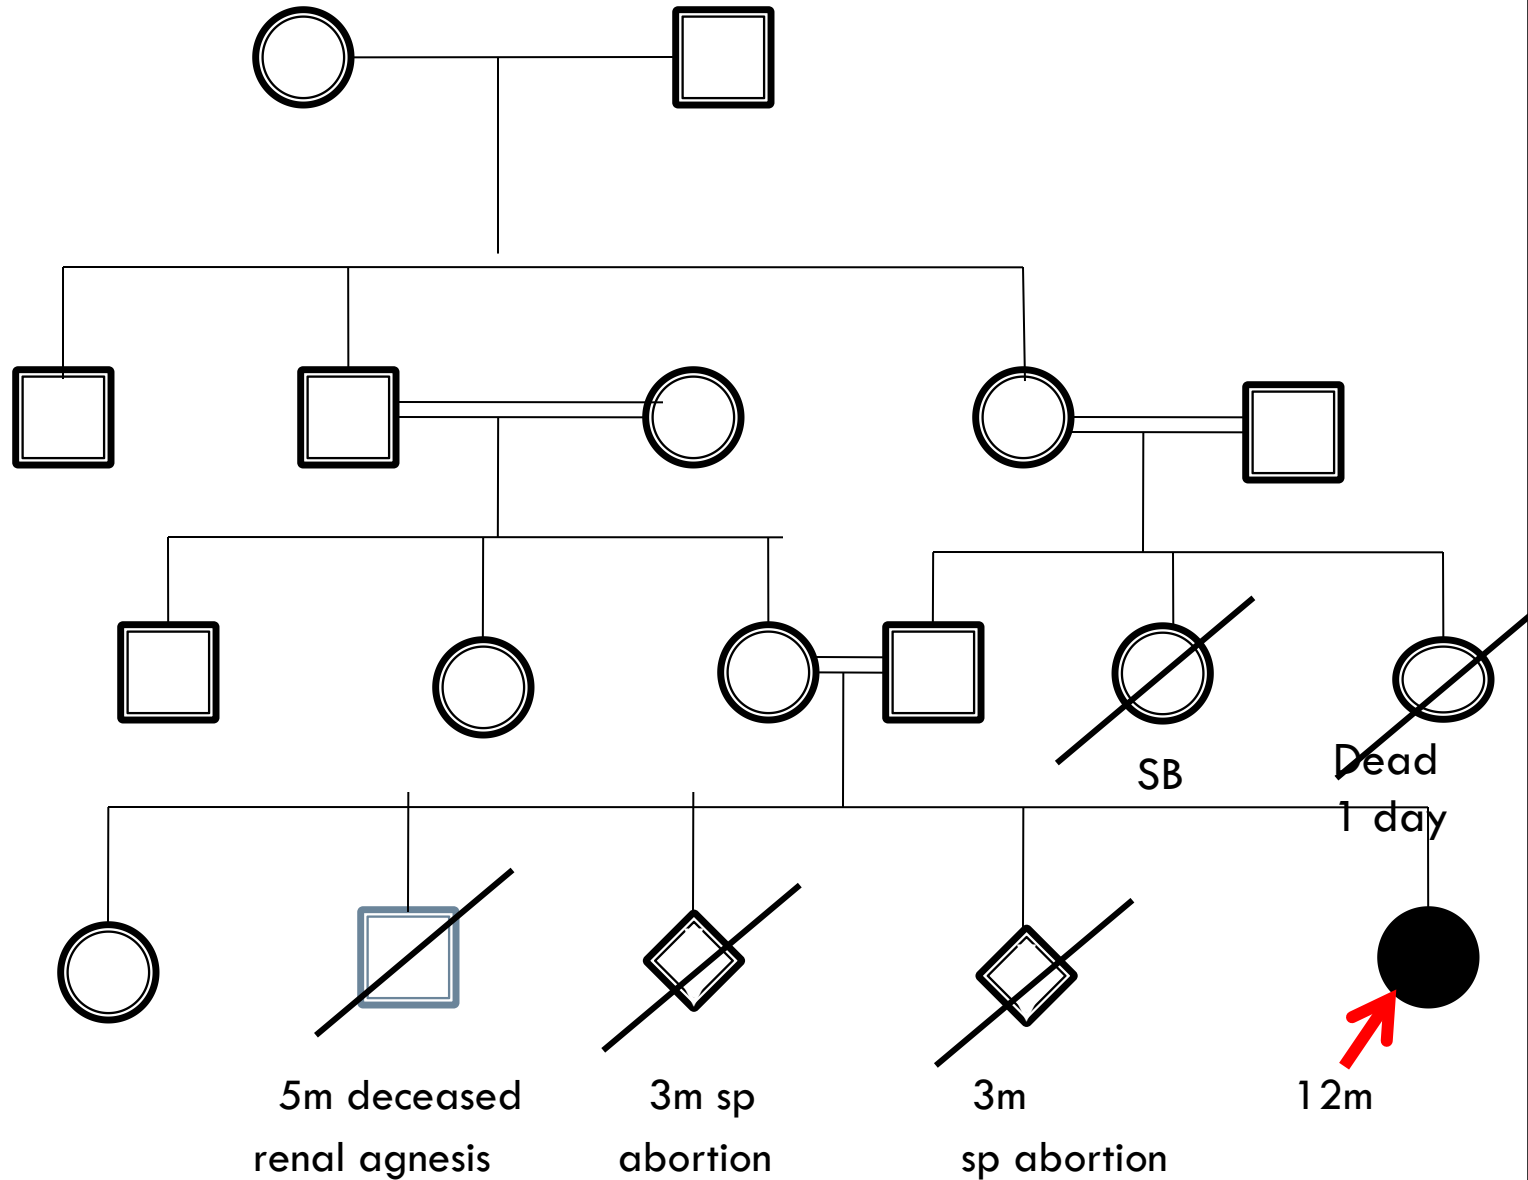 SB
Dead
1 day
5m deceased
renal agnesis
3m sp
abortion
3m
sp abortion
12m